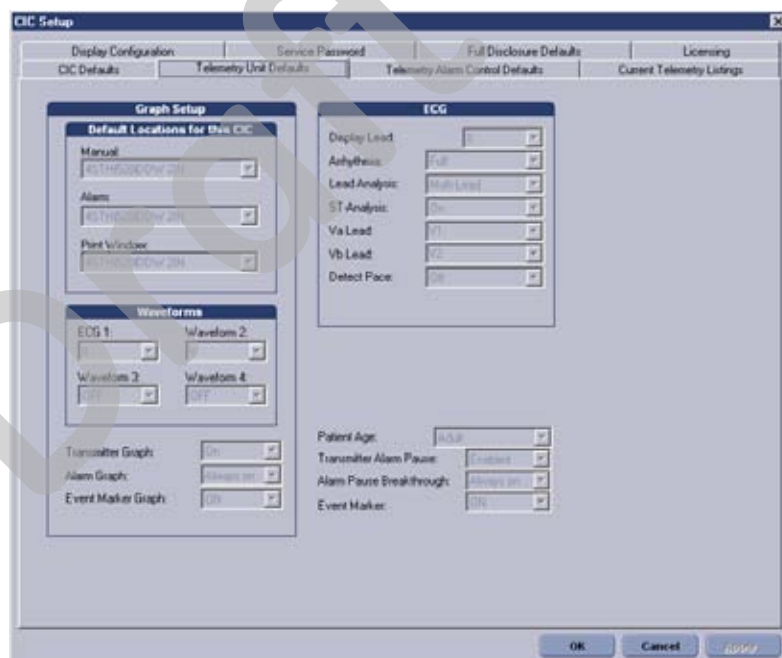 CIC Setup
Display Configuration
Service Password
Full Disclosure Defaults
Licensing
CIC Defaults
Telemetry Unit Defaults
Telemetry Alarm Control Defaults
Current Telemetry Listings
Graph Setup
Default Locations for this CIC
Manual:
Alarm:
Print Window:
Waveforms
ECG 1:
Waveform 2:
Waveform 3:
OFF
Waveform 4:
OFF
Transmitter Graph:
On
Alarm Graph:
Always on
Event Marker Graph:
ON
ECG
Display Lead:
Arrhythmia:
Full
Lead Analysis:
Multi-Lead
ST-Analysis:
On
Va Lead:
V1
Vb Lead:
V2
Detect Pace:
Off
Patient Age:
Adult
Transmitter Alarm Pause:
Enabled
Alarm Pause Breakthrough:
Always on
Event Marker:
ON
OK
Cancel
Apply
Draft